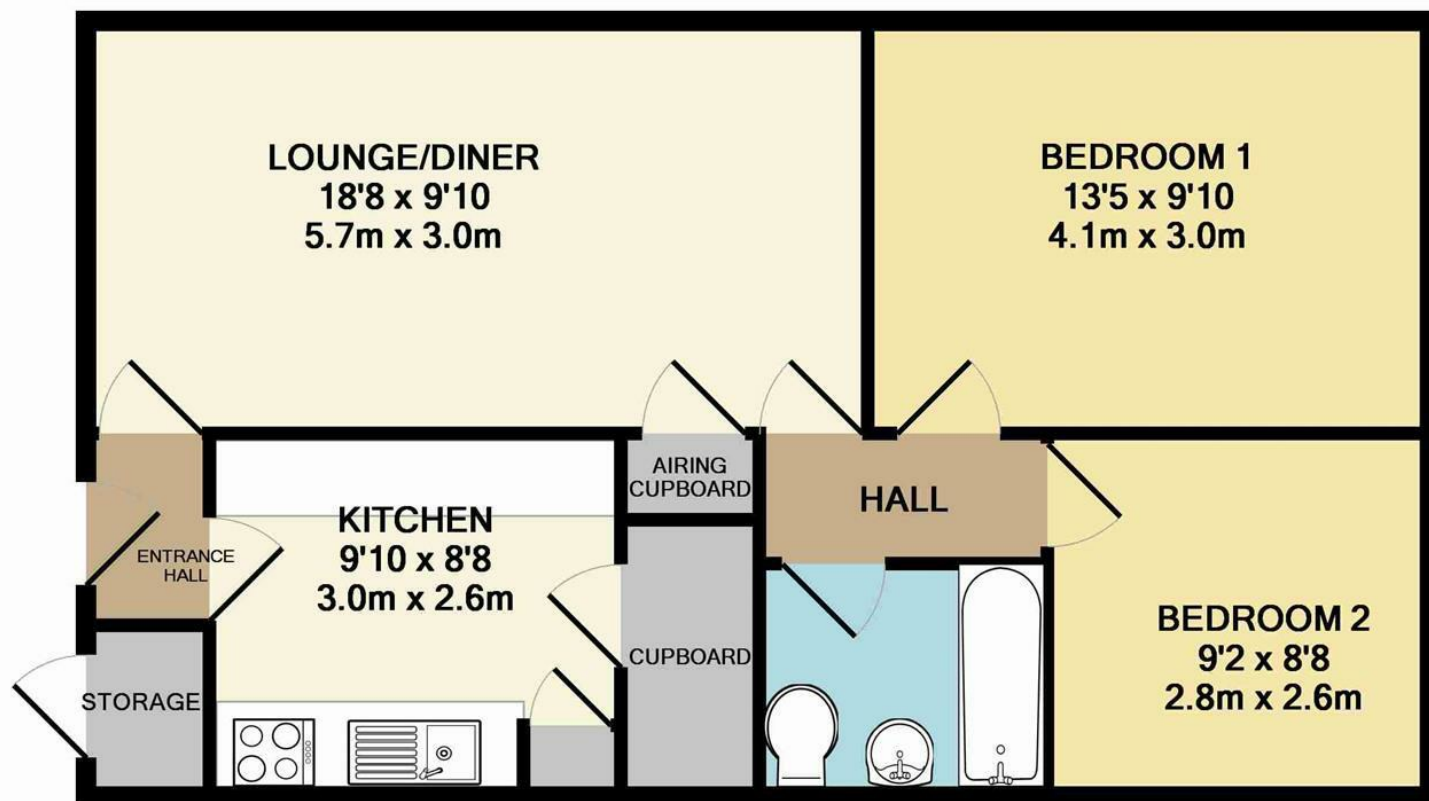 LOUNGE/DINER
18'8 x 9'10
5.7m x 3.0m
BEDROOM 1
13'5 x 9'10
4.1m x 3.0m
AIRING
CUPBOARD
HALL
KITCHEN
9'10 x 8'8
3.0m x 2.6m
ENTRANCE
HALL
CUPBOARD
BEDROOM 2
9'2 x 8'8
2.8m x 2.6m
STORAGE